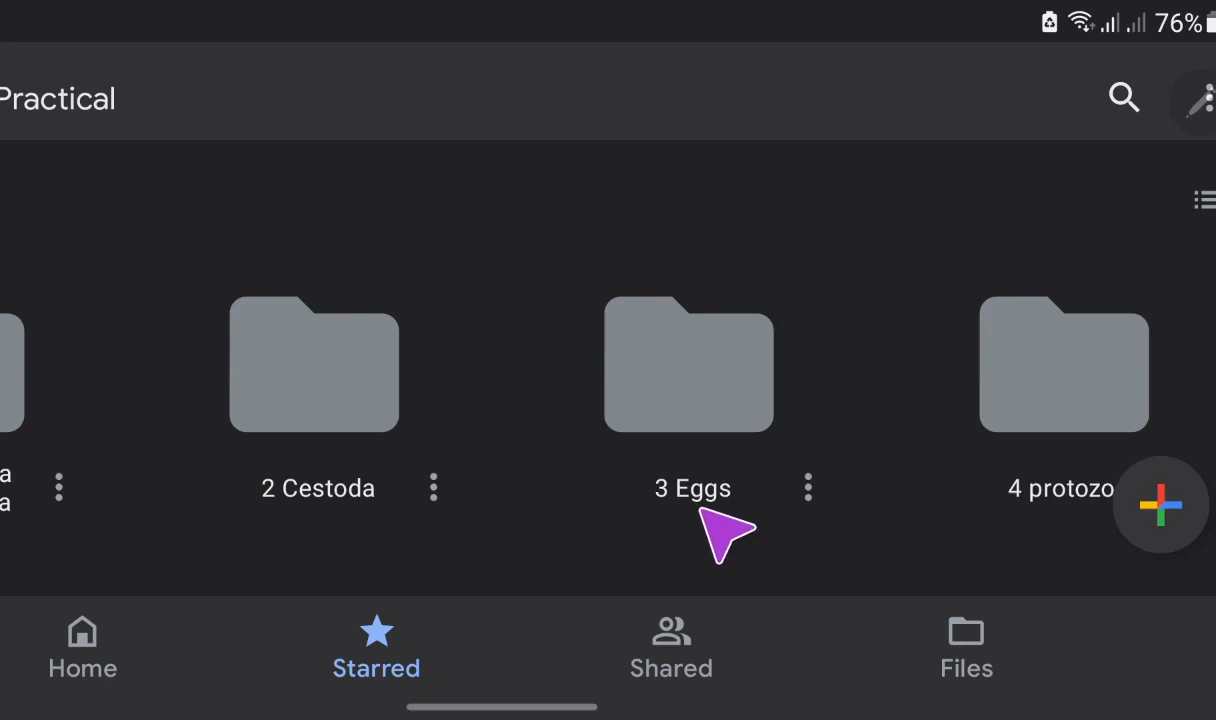 76%
Practical
a
a
2 Cestoda
3 Eggs
4 protozo
Home
Starred
Shared
Files